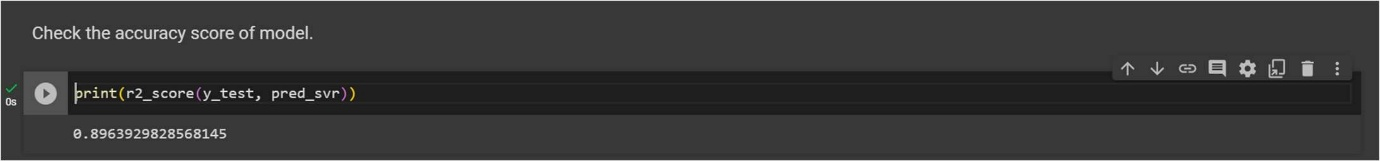 Check the accuracy score of model.
0s
print(r2_score(y_test, pred_svr))
0.8963929828568145